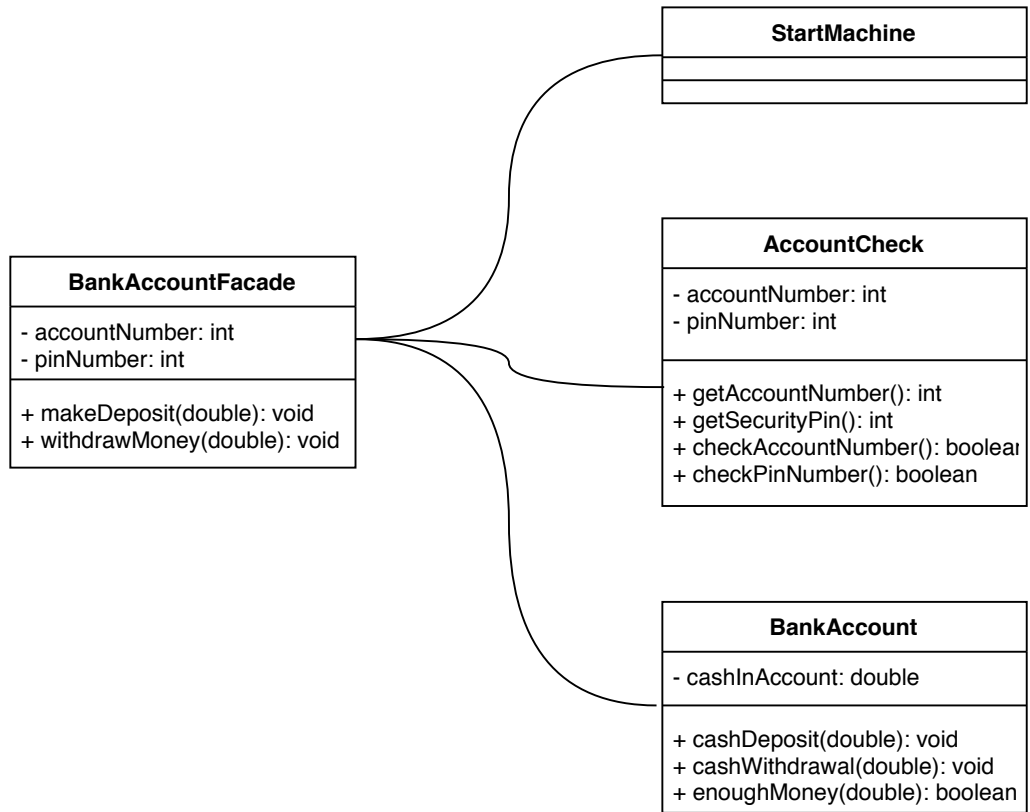 StartMachine
BankAccountFacade
- accountNumber: int
- pinNumber: int
+ makeDeposit(double): void
+ withdrawMoney(double): void
AccountCheck
- accountNumber: int
- pinNumber: int
+ getAccountNumber(): int
+ getSecurityPin(): int
+ checkAccountNumber(): boolean
+ checkPinNumber(): boolean
BankAccount
- cashInAccount: double
+ cashDeposit(double): void
+ cashWithdrawal(double): void
+ enoughMoney(double): boolean